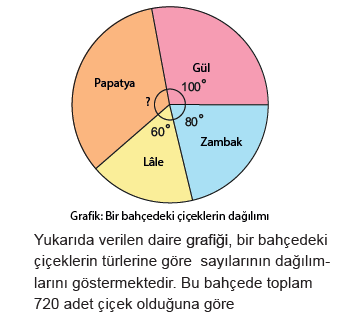 Gül
Papatya
100°
?
60°
80°
Zambak
Lâle
Grafik: Bir bahçedeki çiçeklerin dağılımı
Yukarıda verilen daire grafiği, bir bahçedeki
çiçeklerin türlerine göre sayılarının dağılım-
larını göstermektedir. Bu bahçede toplam
720 adet çiçek olduğuna göre